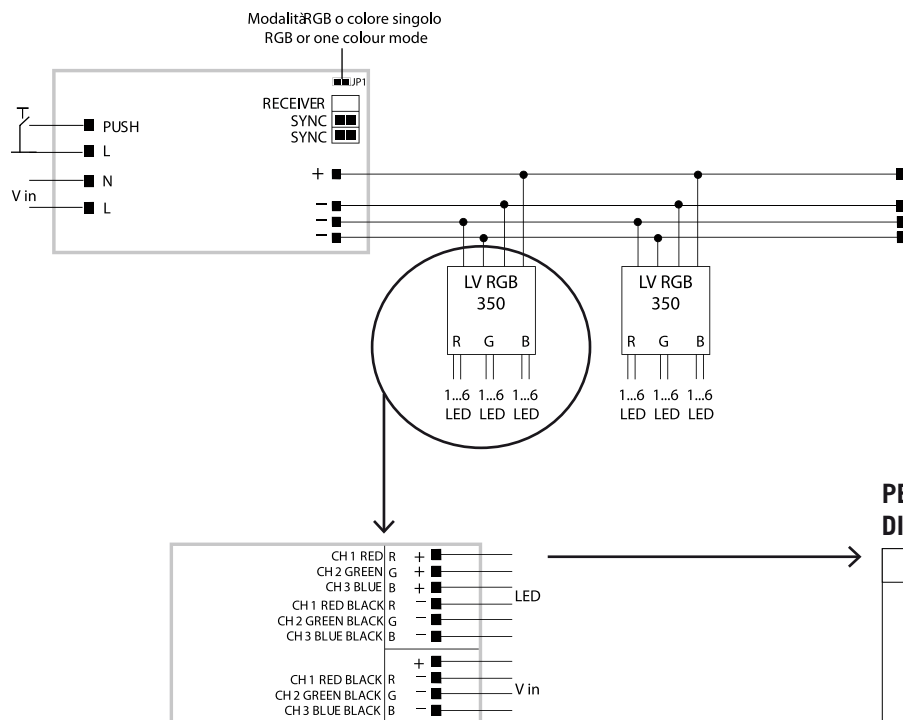 ModalitàRGB o colore singolo
RGB or one colour mode
JP1
RECEIVER
SYNC
SYNC
PUSH
L
N
V in
L
+
−
−
−
LV RGB
350
R G B
1...6 1...6 1...6
LED LED LED
LV RGB
350
R G B
1...6 1...6 1...6
LED LED LED
PE
DI
CH 1 RED R +
CH 2 GREEN G +
CH 3 BLUE B +
LED
CH 1 RED BLACK R −
CH 2 GREEN BLACK G −
CH 3 BLUE BLACK B −
+
CH 1 RED BLACK R −
V in
CH 2 GREEN BLACK G −
CH 3 BLUE BLACK B −